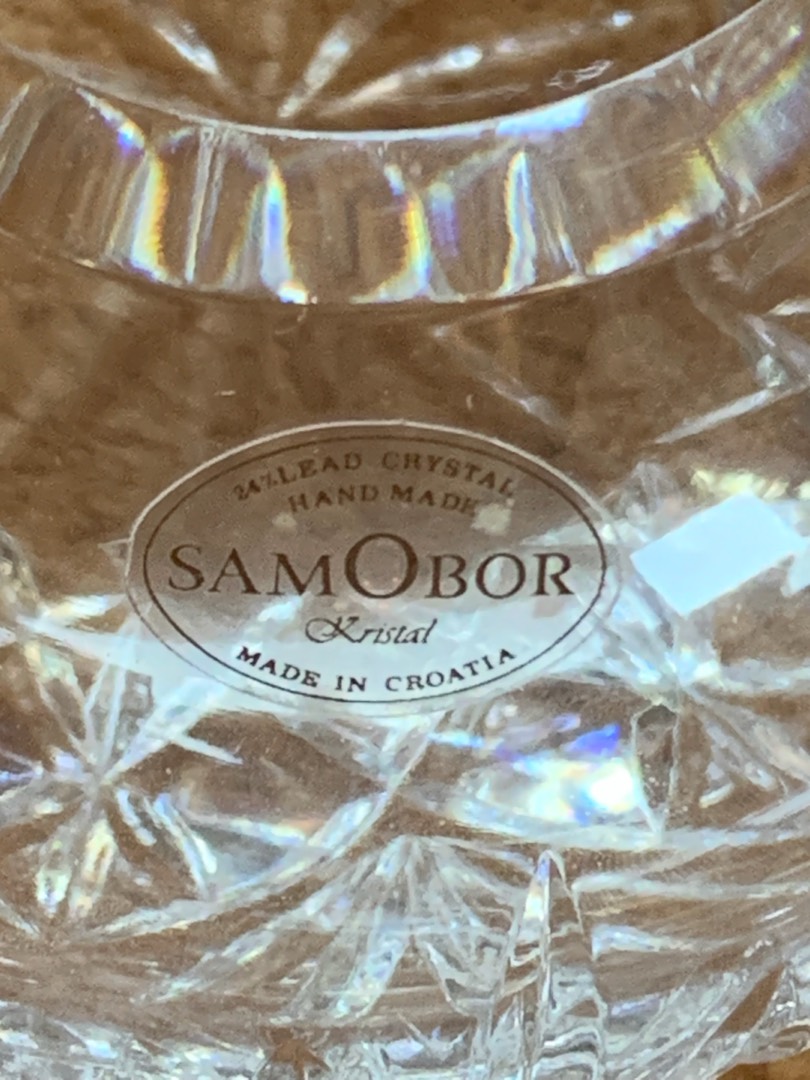 24% LEAD CRYSTAL
HAND MADE
SAMOBOR
Kristal
MADE IN CROATIA